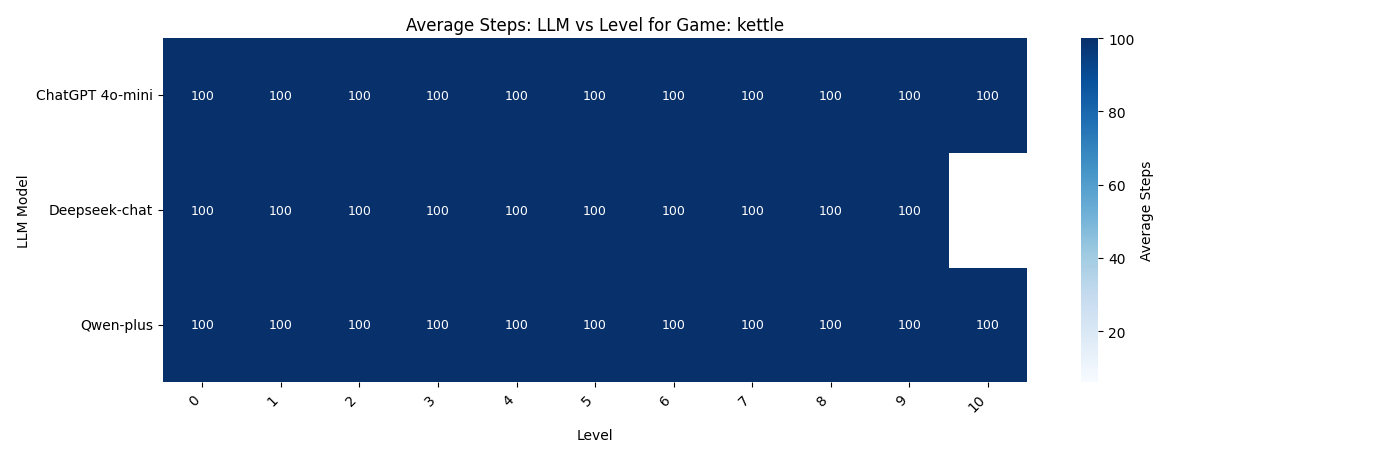 Average Steps: LLM vs Level for Game: kettle
ChatGPT 4o-mini 100 100 100 100 100 100 100 100 100 100 100
Deepseek-chat 100 100 100 100 100 100 100 100 100 100
Qwen-plus 100 100 100 100 100 100 100 100 100 100 100
0 1 2 3 4 5 6 7 8 9 10
Level
LLM Model
100
80
60
40
20
Average Steps